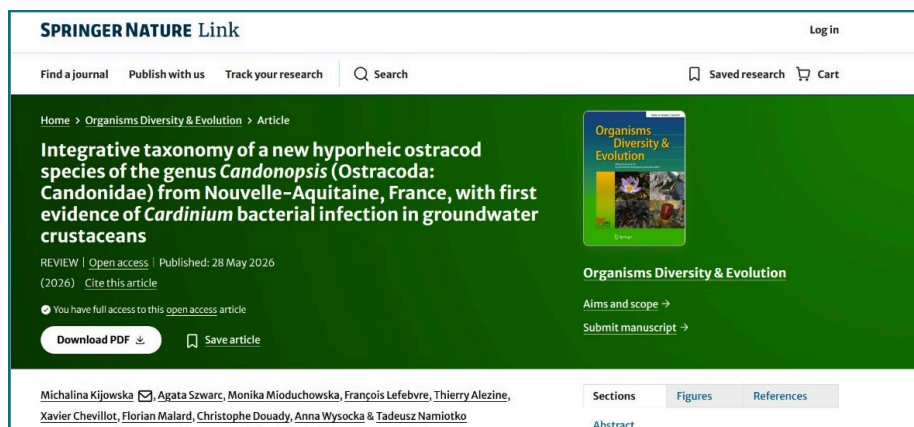 SPRINGER NATURE Link
Log in
Find a journal Publish with us Track your research Search
Saved research Cart
Home > Organisms Diversity & Evolution > Article
Integrative taxonomy of a new hyporheic ostracod
species of the genus Candonopsis (Ostracoda:
Candonidae) from Nouvelle-Aquitaine, France, with first
evidence of Cardinium bacterial infection in groundwater
crustaceans
REVIEW | Open access | Published: 28 May 2026
(2026) Cite this article
You have full access to this open access article
Download PDF
Save article
Organisms
Diversity &
Evolution
Springer
Organisms Diversity & Evolution
Aims and scope →
Submit manuscript →
Michalina Kijowska, Agata Szwarc, Monika Mioduchowska, François Lefebvre, Thierry Alezine,
Xavier Chevillot, Florian Malard, Christophe Douady, Anna Wysocka & Tadeusz Namiotko
Sections Figures References
Abstract